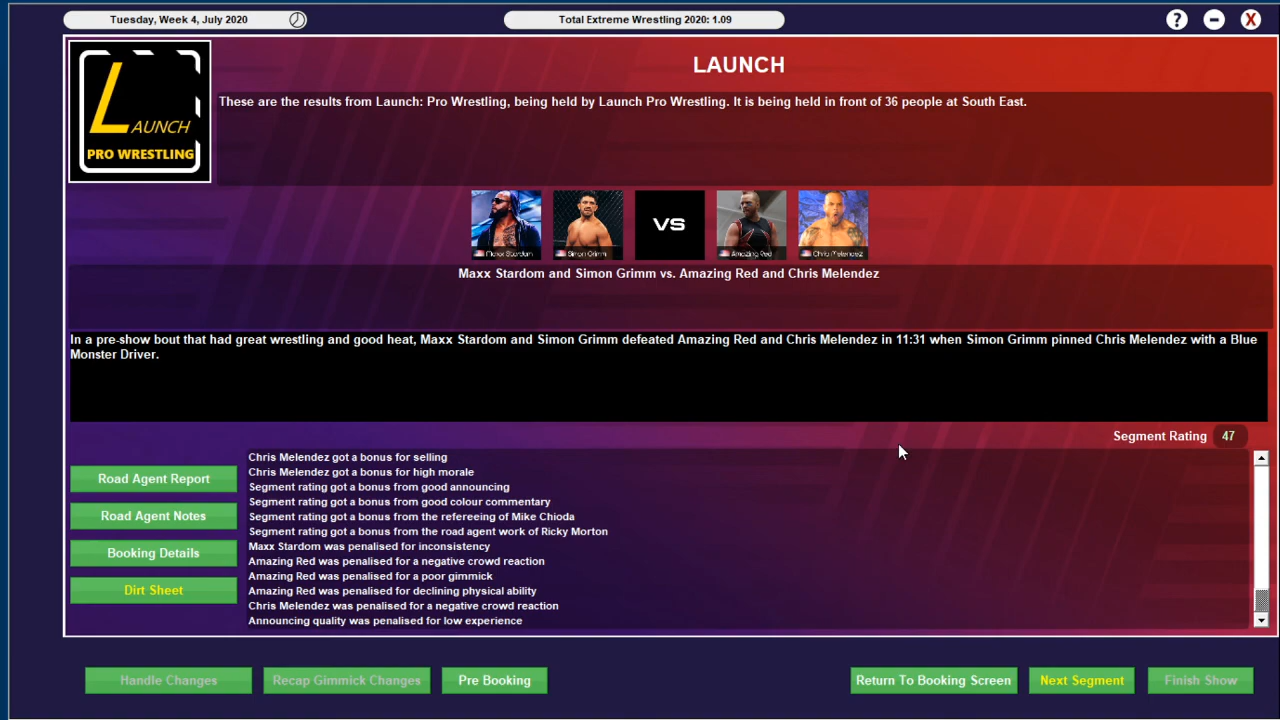 Tuesday, Week 4, July 2020
Total Extreme Wrestling 2020: 1.09
?
X
LAUNCH
PRO WRESTLING
LAUNCH
These are the results from Launch: Pro Wrestling, being held by Launch Pro Wrestling. It is being held in front of 36 people at South East.
Maxx Stardom
Simon Grimm
VS
Amazing Red
Chris Melendez
Maxx Stardom and Simon Grimm vs. Amazing Red and Chris Melendez
In a pre-show bout that had great wrestling and good heat, Maxx Stardom and Simon Grimm defeated Amazing Red and Chris Melendez in 11:31 when Simon Grimm pinned Chris Melendez with a Blue
Monster Driver.
Segment Rating 47
Road Agent Report
Road Agent Notes
Booking Details
Dirt Sheet
Chris Melendez got a bonus for selling
Chris Melendez got a bonus for high morale
Segment rating got a bonus from good announcing
Segment rating got a bonus from good colour commentary
Segment rating got a bonus from the refereeing of Mike Chioda
Segment rating got a bonus from the road agent work of Ricky Morton
Maxx Stardom was penalised for inconsistency
Amazing Red was penalised for a negative crowd reaction
Amazing Red was penalised for a poor gimmick
Amazing Red was penalised for declining physical ability
Chris Melendez was penalised for a negative crowd reaction
Announcing quality was penalised for low experience
Handle Changes
Recap Gimmick Changes
Pre Booking
Return To Booking Screen
Next Segment
Finish Show